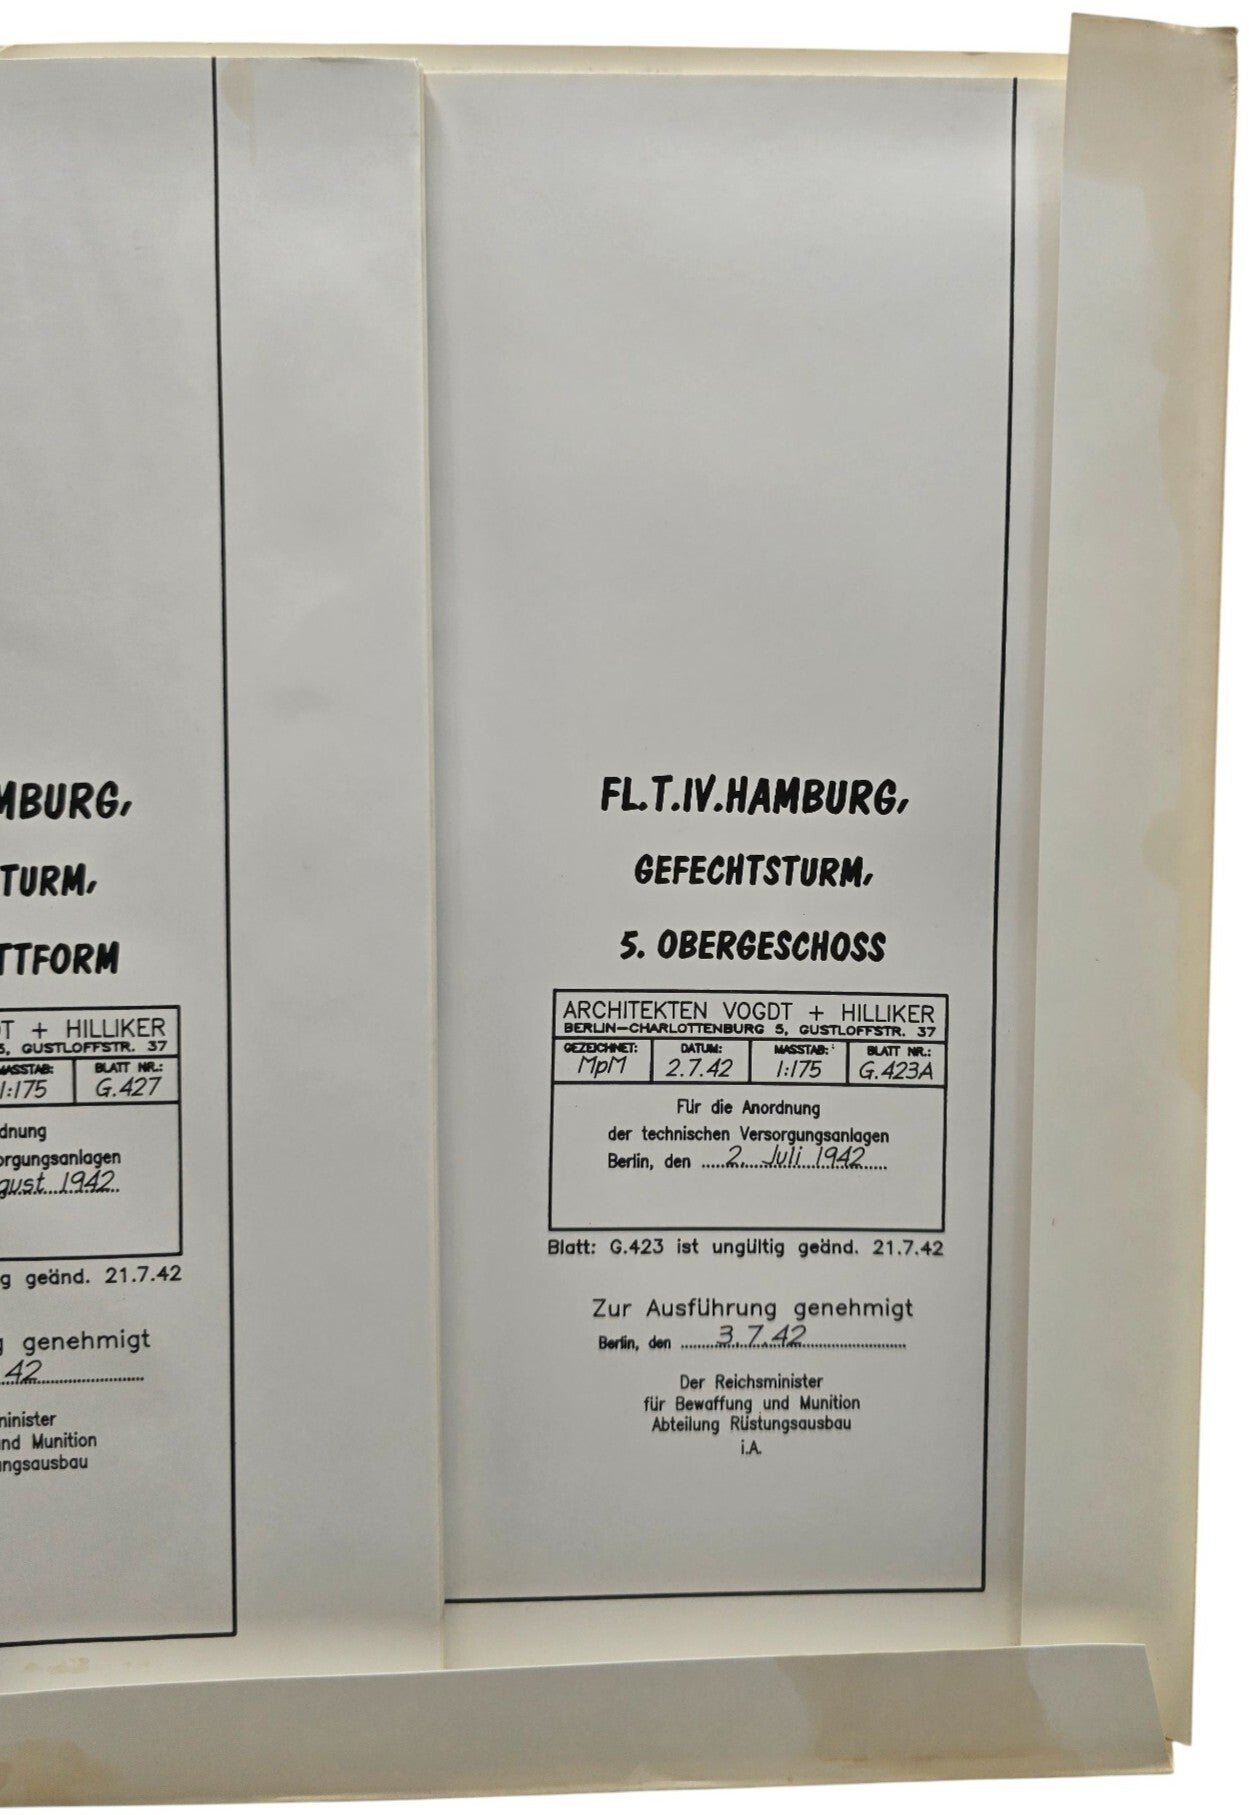 MBURG,
TURM,
TTFORM
T + HILLIKER
5, GUSTLOFFSTR. 37
MASSTAB: BLATT NR.:
1:175 G.427
dnung
orgungsanlagen
gust 1942
g geänd. 21.7.42
g genehmigt
42
ninister
nd Munition
ngsausbau
FL.T.IV.HAMBURG,
GEFECHTSTURM,
5. OBERGESCHOSS
ARCHITEKTEN VOGDT + HILLIKER
BERLIN-CHARLOTTENBURG 5, GUSTLOFFSTR. 37
GEZEICHNET: DATUM: MASSTAB: BLATT NR.:
MpM 2.7.42 1:175 G.423A
Für die Anordnung
der technischen Versorgungsanlagen
Berlin, den 2. Juli 1942
Blatt: G.423 ist ungültig geänd. 21.7.42
Zur Ausführung genehmigt
Berlin, den 3.7.42
Der Reichsminister
für Bewaffung und Munition
Abteilung Rüstungsausbau
i.A.